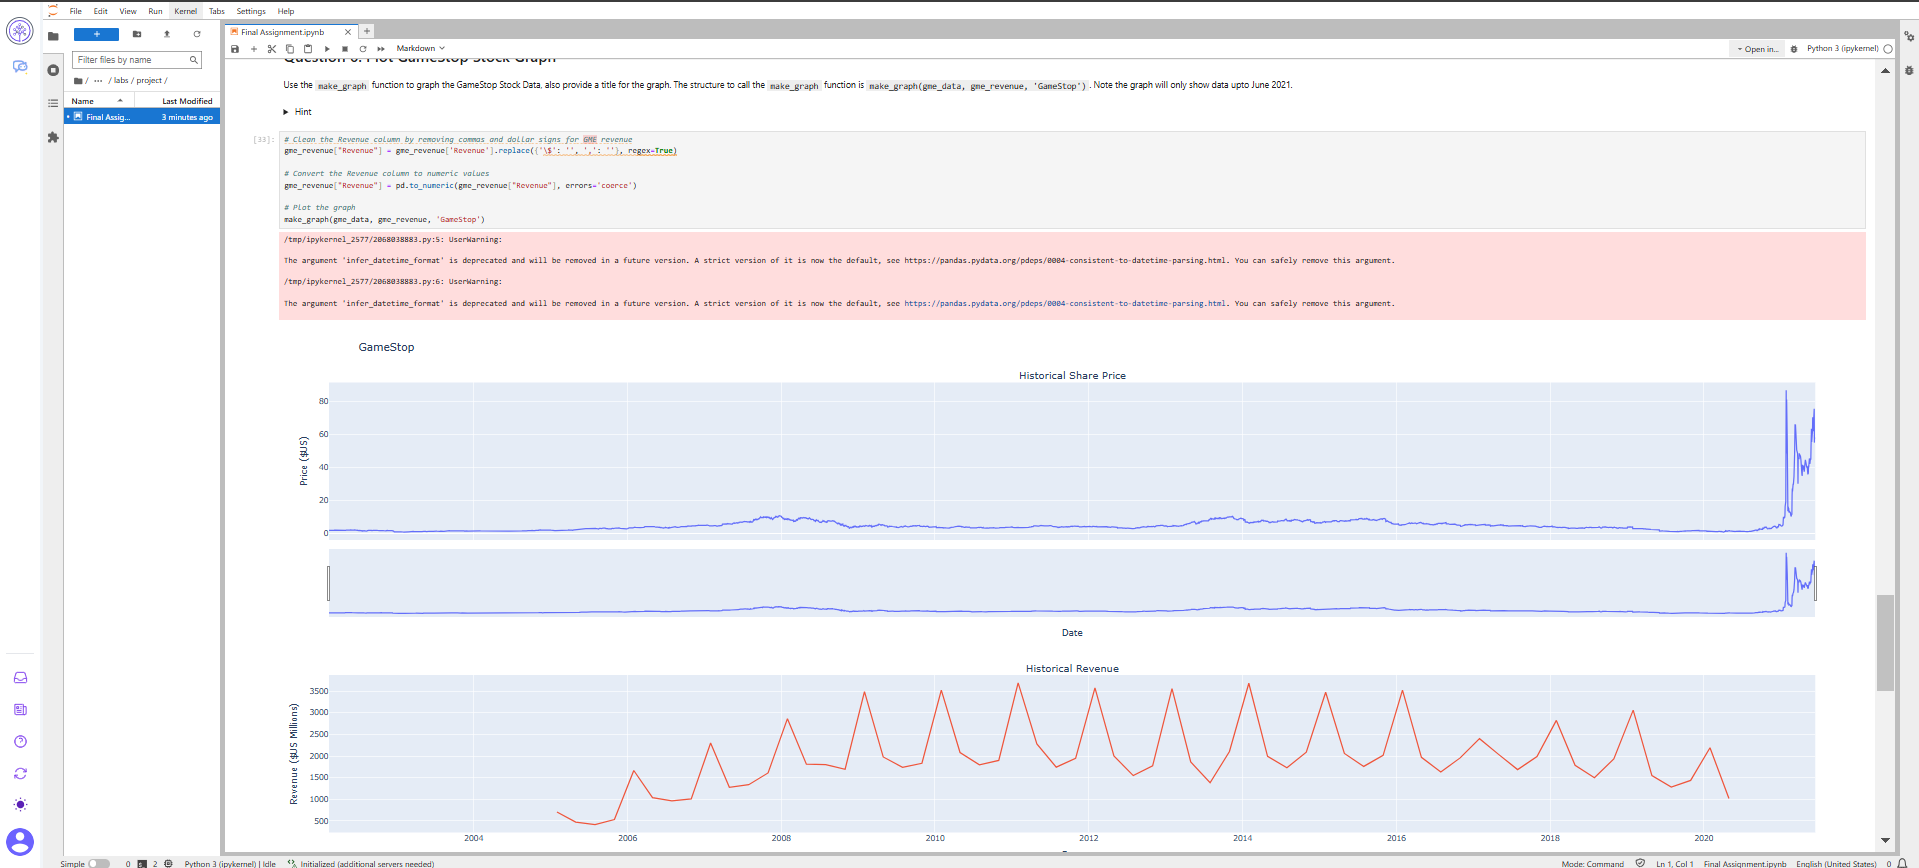 File Edit View Run Kernel Tabs Settings Help
+
Filter files by name
/ ··· / labs / project /
Name Last Modified
Final Assig... 3 minutes ago
Final Assignment.ipynb
Markdown
Open in...
Python 3 (ipykernel)
Question 6: Plot GameStop Stock Graph
Use the make_graph function to graph the GameStop Stock Data, also provide a title for the graph. The structure to call the make_graph function is make_graph(gme_data, gme_revenue, 'GameStop'). Note the graph will only show data upto June 2021.
Hint
[33]:
# Clean the Revenue column by removing commas and dollar signs for GME revenue
gme_revenue["Revenue"] = gme_revenue['Revenue'].replace({'\$': '', ',': ''}, regex=True)
# Convert the Revenue column to numeric values
gme_revenue["Revenue"] = pd.to_numeric(gme_revenue["Revenue"], errors='coerce')
# Plot the graph
make_graph(gme_data, gme_revenue, 'GameStop')
/tmp/ipykernel_2577/2068038883.py:5: UserWarning:
The argument 'infer_datetime_format' is deprecated and will be removed in a future version. A strict version of it is now the default, see https://pandas.pydata.org/pdeps/0004-consistent-to-datetime-parsing.html. You can safely remove this argument.
/tmp/ipykernel_2577/2068038883.py:6: UserWarning:
The argument 'infer_datetime_format' is deprecated and will be removed in a future version. A strict version of it is now the default, see https://pandas.pydata.org/pdeps/0004-consistent-to-datetime-parsing.html. You can safely remove this argument.
GameStop
Historical Share Price
80
60
40
20
0
Price ($US)
Date
Historical Revenue
3500
3000
2500
2000
1500
1000
500
Revenue ($US Millions)
2004 2006 2008 2010 2012 2014 2016 2018 2020
Simple 0 2 Python 3 (ipykernel) | Idle Initialized (additional servers needed)
Mode: Command Ln 1, Col 1 Final Assignment.ipynb English (United States) 0